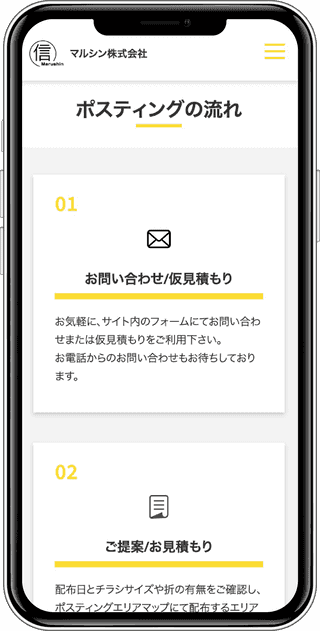 信
Marushin
マルシン株式会社
ポスティングの流れ
01
お問い合わせ/仮見積もり
お気軽に、サイト内のフォームにてお問い合わ
せまたは仮見積もりをご利用下さい。
お電話からのお問い合わせもお待ちしており
ます。
02
ご提案/お見積もり
配布日とチラシサイズや折の有無をご確認し、
ポスティングエリアマップにて配布するエリア